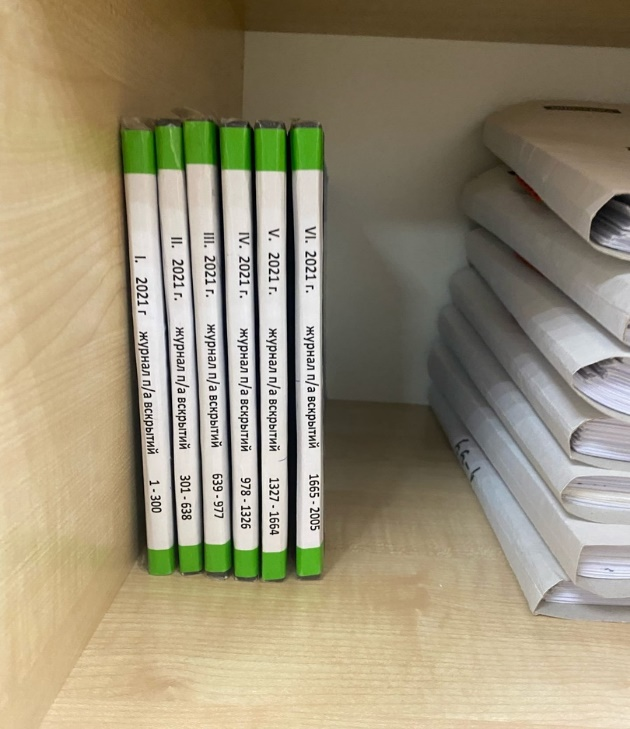 I. 2021 г журнал п/а вскрытий 1 - 300
II. 2021 г. журнал п/а вскрытий 301 - 638
III. 2021 г. журнал п/а вскрытий 639 - 977
IV. 2021 г. журнал п/а вскрытий 978 - 1326
V. 2021 г. журнал п/а вскрытий 1327 - 1664
VI. 2021 г. журнал п/а вскрытий 1665 - 2005